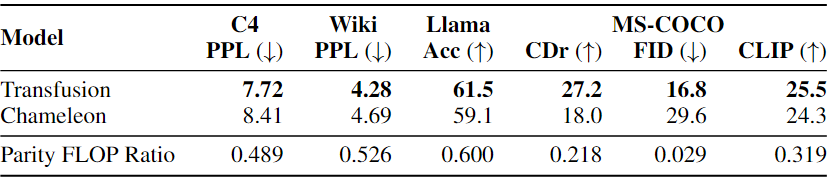 C4 Wiki Llama MS-COCO
Model
PPL (↓) PPL (↓) Acc (↑) CDr (↑) FID (↓) CLIP (↑)
Transfusion 7.72 4.28 61.5 27.2 16.8 25.5
Chameleon 8.41 4.69 59.1 18.0 29.6 24.3
Parity FLOP Ratio 0.489 0.526 0.600 0.218 0.029 0.319